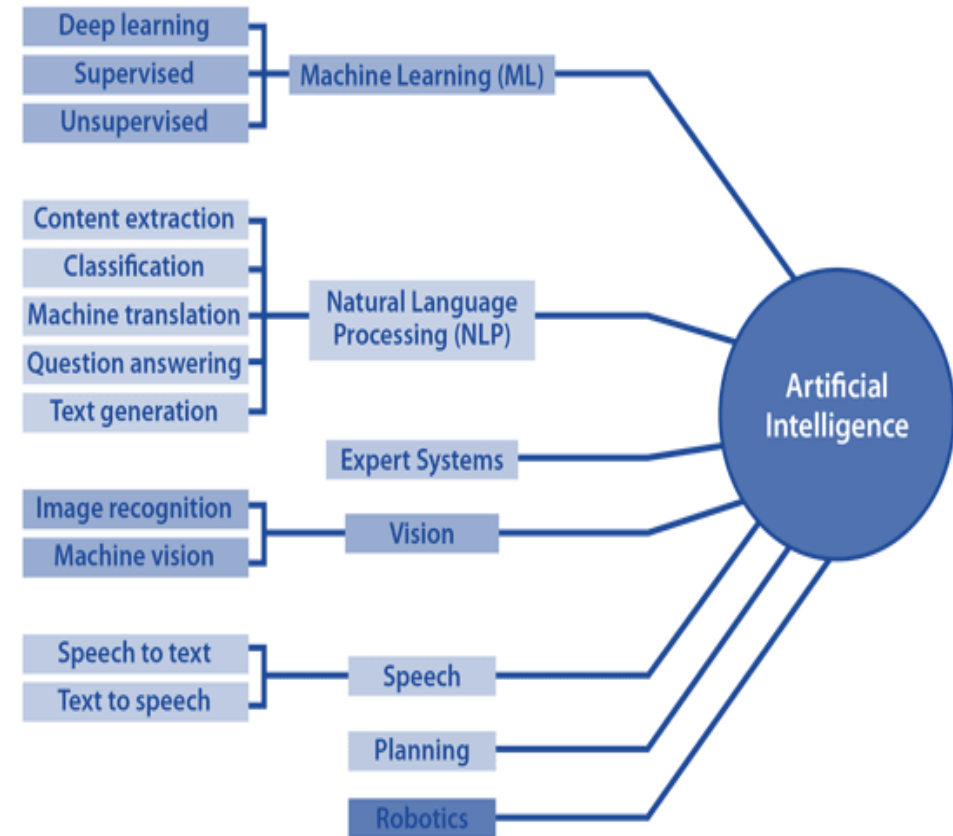 Deep learning
Supervised
Unsupervised
Machine Learning (ML)
Content extraction
Classification
Machine translation
Question answering
Text generation
Natural Language
Processing (NLP)
Expert Systems
Image recognition
Machine vision
Vision
Speech to text
Text to speech
Speech
Planning
Robotics
Artificial
Intelligence